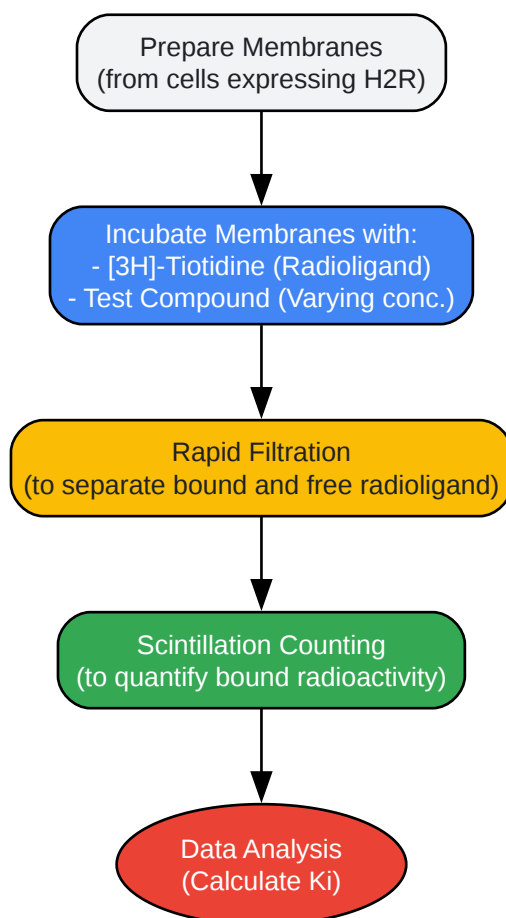 Prepare Membranes
(from cells expressing H2R)
Incubate Membranes with:
- [3H]-Tiotidine (Radioligand)
- Test Compound (Varying conc.)
Rapid Filtration
(to separate bound and free radioligand)
Scintillation Counting
(to quantify bound radioactivity)
Data Analysis
(Calculate Ki)